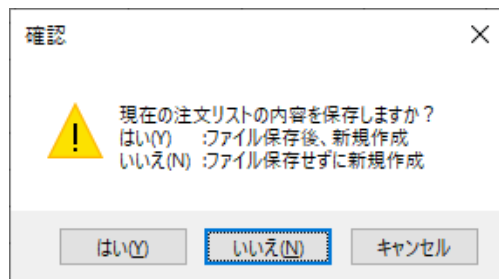 確認
現在の注文リストの内容を保存しますか？
はい(Y)　:ファイル保存後、新規作成
いいえ(N)　:ファイル保存せずに新規作成
はい(Y)　いいえ(N)　キャンセル